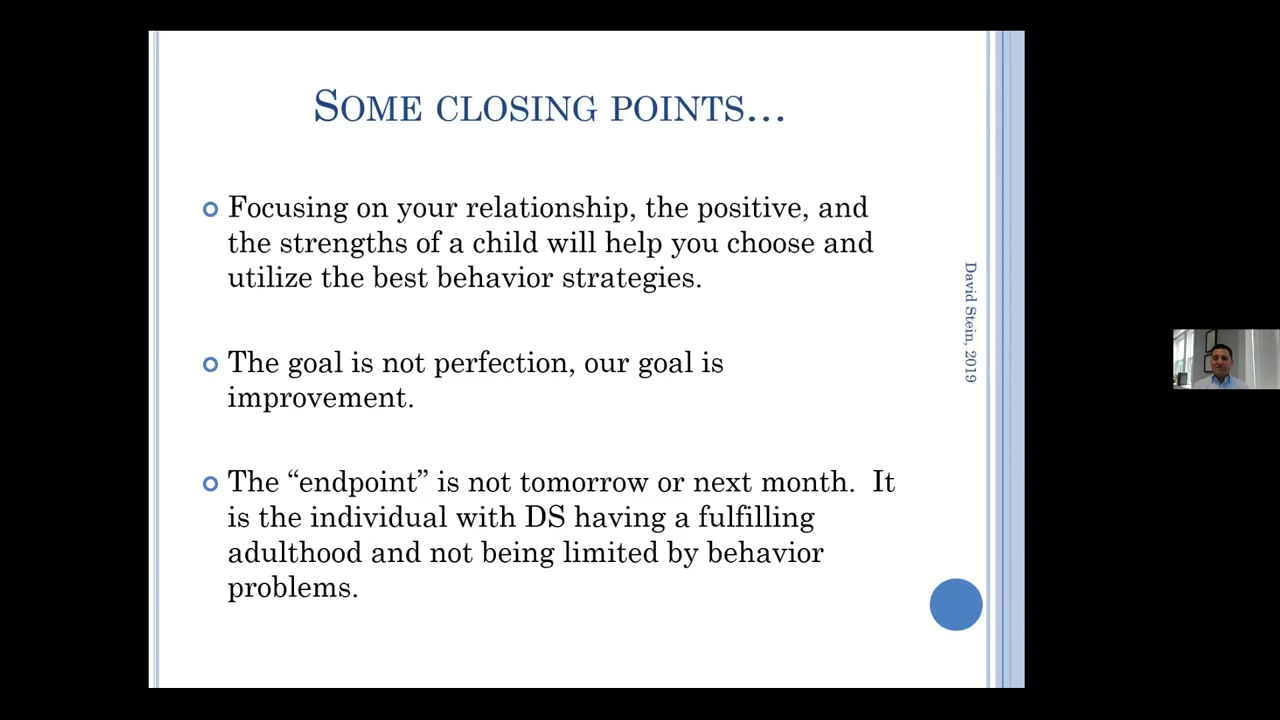 SOME CLOSING POINTS…
Focusing on your relationship, the positive, and
the strengths of a child will help you choose and
utilize the best behavior strategies.
The goal is not perfection, our goal is
improvement.
The “endpoint” is not tomorrow or next month.  It
is the individual with DS having a fulfilling
adulthood and not being limited by behavior
problems.
David Stein, 2019